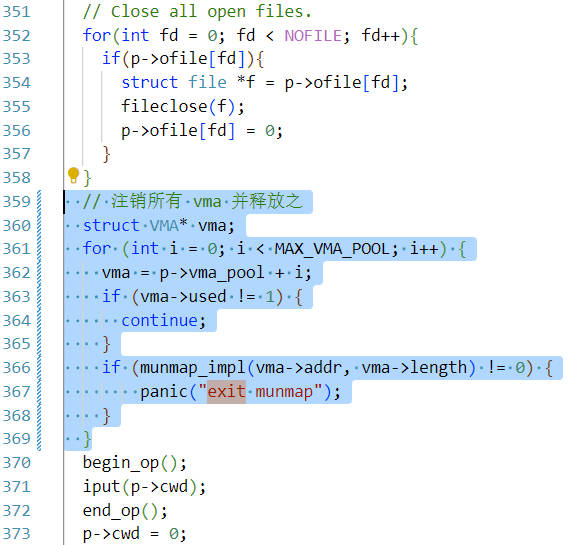 351 // Close all open files.
352 for(int fd = 0; fd < NOFILE; fd++){
353 if(p->ofile[fd]){
354 struct file *f = p->ofile[fd];
355 fileclose(f);
356 p->ofile[fd] = 0;
357 }
358 }
359 // 注销所有 vma 并释放之
360 struct VMA* vma;
361 for (int i = 0; i < MAX_VMA_POOL; i++) {
362 vma = p->vma_pool + i;
363 if (vma->used != 1) {
364 continue;
365 }
366 if (munmap_impl(vma->addr, vma->length) != 0) {
367 panic("exit munmap");
368 }
369 }
370 begin_op();
371 iput(p->cwd);
372 end_op();
373 p->cwd = 0;